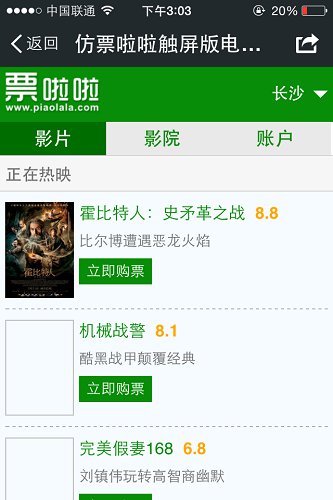 中国联通 下午3:03 20%
返回 仿票啦啦触屏版电...
票啦啦
www.piaolala.com
长沙
影片 影院 账户
正在热映
霍比特人：史矛革之战 8.8
比尔博遭遇恶龙火焰
立即购票
霍比特人
机械战警 8.1
酷黑战甲颠覆经典
立即购票
完美假妻168 6.8
刘镇伟玩转高智商幽默